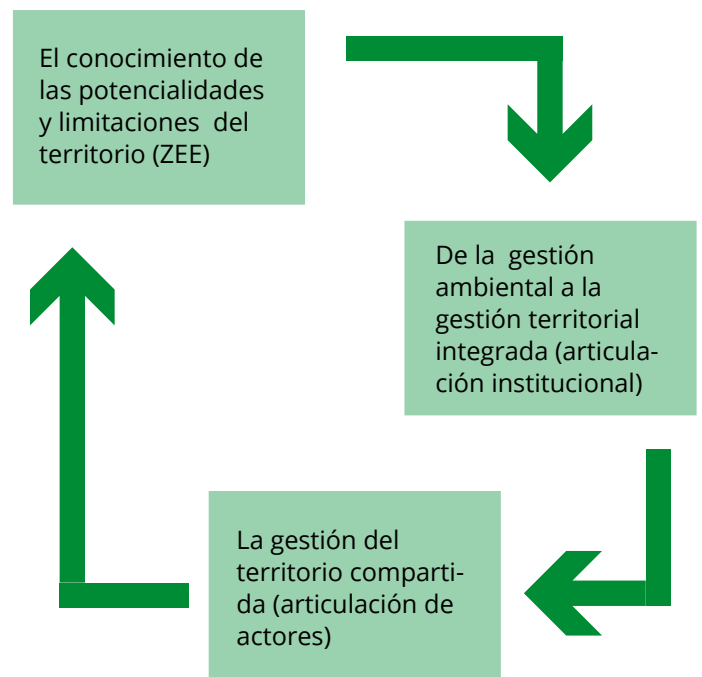 El conocimiento de
las potencialidades
y limitaciones  del
territorio (ZEE)
De la  gestión
ambiental a la
gestión territorial
integrada (articula-
ción institucional)
La gestión del
territorio comparti-
da (articulación de
actores)